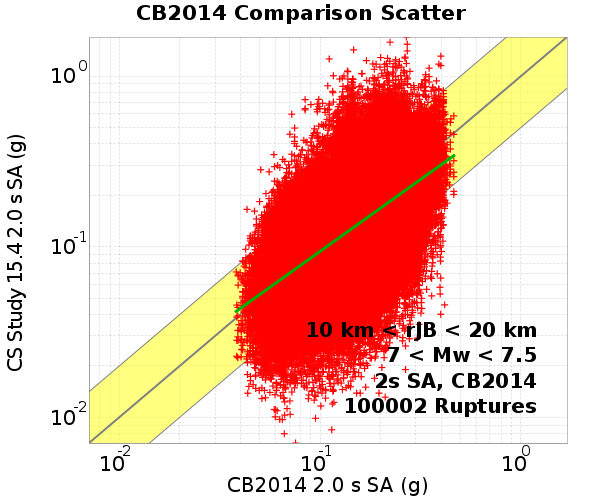 CB2014 Comparison Scatter
CS Study 15.4 2.0 s SA (g)
10⁰
10⁻¹
10⁻²
10 km < rJB < 20 km
7 < Mw < 7.5
2s SA, CB2014
100002 Ruptures
10⁻² 10⁻¹ 10⁰
CB2014 2.0 s SA (g)